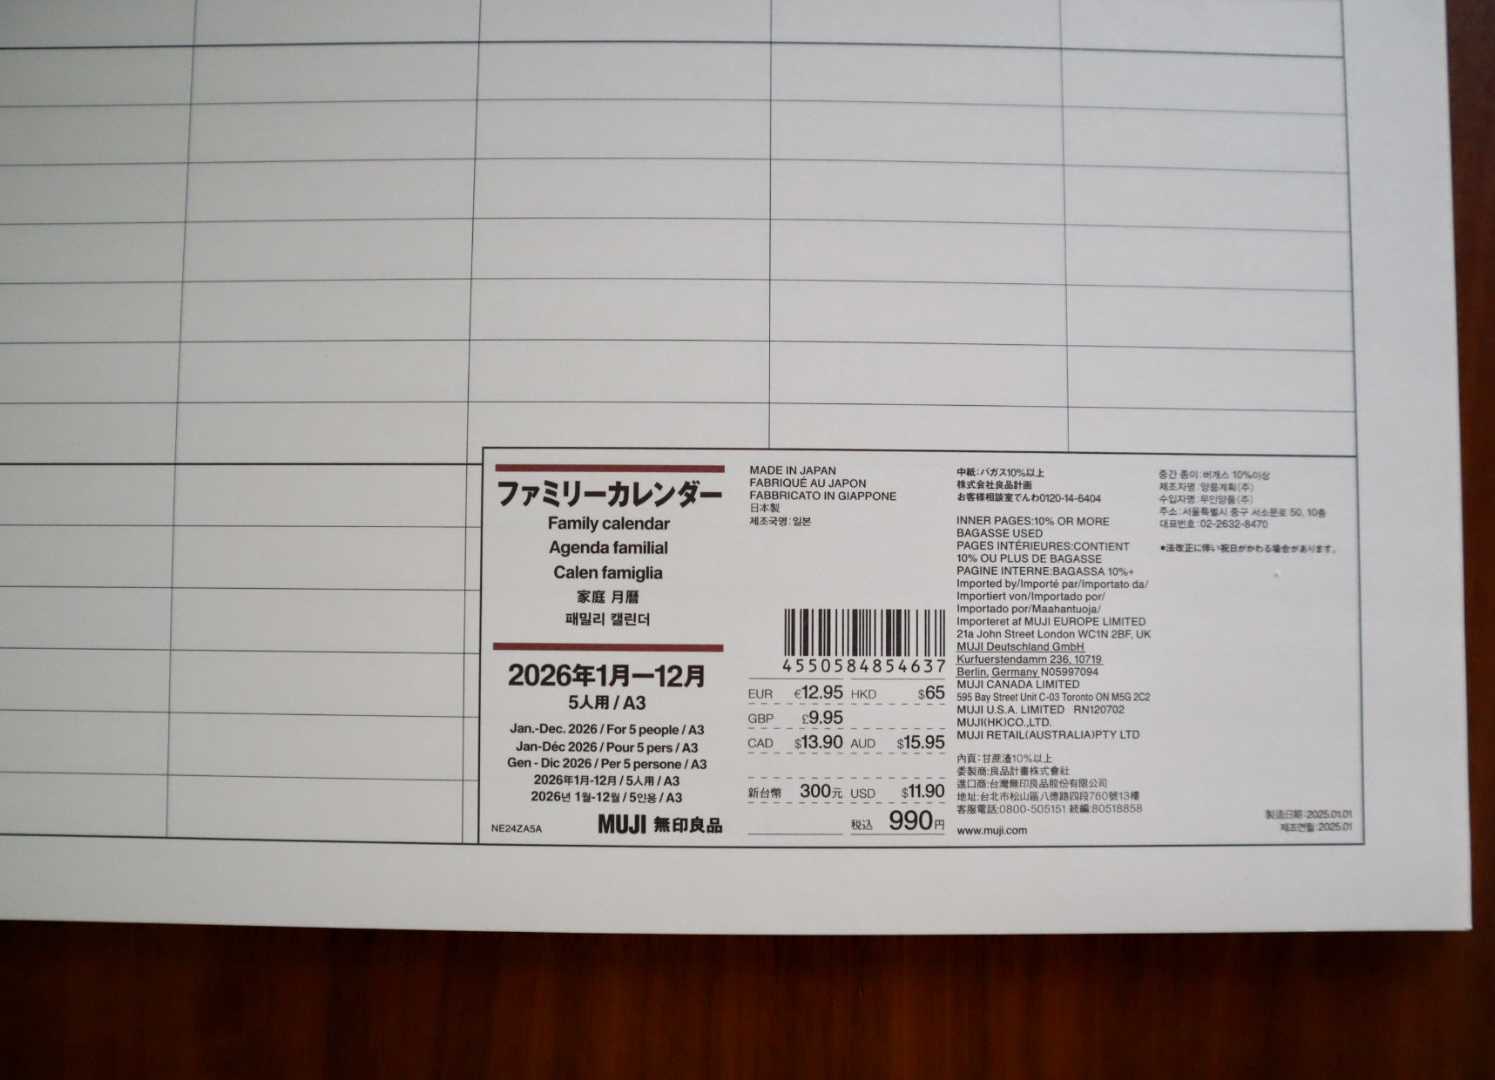 ファミリーカレンダー
Family calendar
Agenda familial
Calen famiglia
家庭 月曆
패밀리 캘린더
2026年1月ー12月
5人用 / A3
Jan.-Dec. 2026 / For 5 people / A3
Jan-Déc 2026 / Pour 5 pers / A3
Gen - Dic 2026 / Per 5 persone / A3
2026年1月-12月 / 5人用 / A3
2026년 1월-12월 / 5인용 / A3
NE24ZA5A
MUJI 無印良品
MADE IN JAPAN
FABRIQUÉ AU JAPON
FABBRICATO IN GIAPPONE
日本製
제조국명:일본
4550584854637
EUR €12.95 HKD $65
GBP £9.95
CAD $13.90 AUD $15.95
新台幣 300元 USD $11.90
税込 990円
中紙:バガス10%以上
株式会社良品計画
お客様相談室でんわ0120-14-6404
INNER PAGES:10% OR MORE
BAGASSE USED
PAGES INTÉRIEURES:CONTIENT
10% OU PLUS DE BAGASSE
PAGINE INTERNE:BAGASSA 10%+
Imported by/Importé par/Importato da/
Importiert von/Importado por/
Importado por/Maahantuoja/
Importeret af MUJI EUROPE LIMITED
21a John Street London WC1N 2BF, UK
MUJI Deutschland GmbH
Kurfuerstendamm 236, 10719
Berlin, Germany N05997094
MUJI CANADA LIMITED
595 Bay Street Unit C-03 Toronto ON M5G 2C2
MUJI U.S.A. LIMITED RN120702
MUJI(HK)CO.,LTD.
MUJI RETAIL(AUSTRALIA)PTY LTD
內頁:甘蔗渣10%以上
委製商:良品計畫株式會社
進口商:台灣無印良品股份有限公司
地址:台北市松山區八德路四段760號13樓
客服電話:0800-505151 統編:80518858
www.muji.com
중간 종이:버개스 10%이상
제조자명:양품계획(주)
수입자명:무인양품(주)
주소:서울특별시 중구 서소문로 50, 10층
대표번호:02-2632-8470
●法改正に伴い祝日がかわる場合があります。
製造日期:2025.01.01
제조연월:2025.01